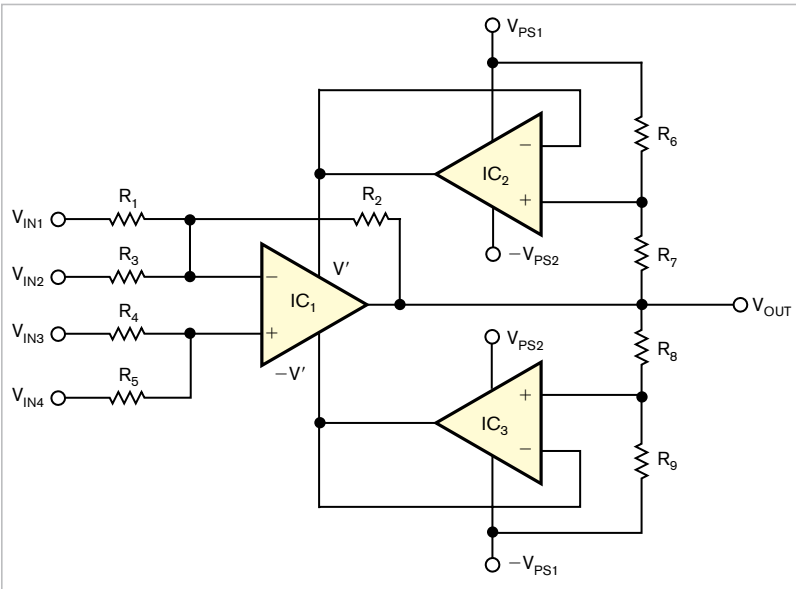 V_PS1
R_6
−
IC_2
+
R_1
R_2
V_IN1
−V_PS2
R_7
R_3
V'
V_IN2
−
IC_1
V_OUT
R_4
V_IN3
+
V_PS2
R_8
−V'
R_5
V_IN4
+
IC_3
−
R_9
−V_PS1